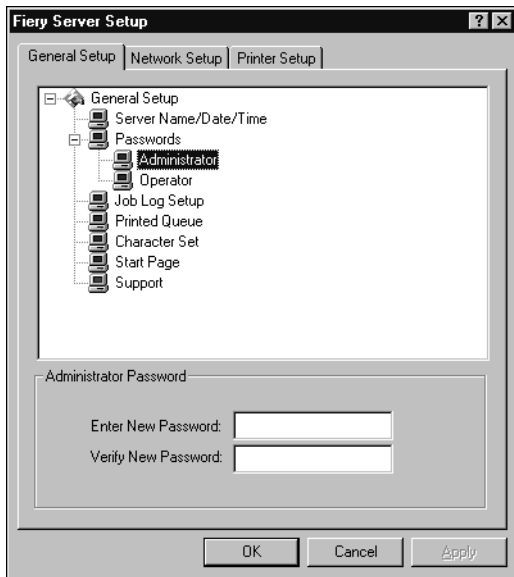 Fiery Server Setup
General Setup Network Setup Printer Setup
General Setup
Server Name/Date/Time
Passwords
Administrator
Operator
Job Log Setup
Printed Queue
Character Set
Start Page
Support
Administrator Password
Enter New Password:
Verify New Password:
OK Cancel Apply